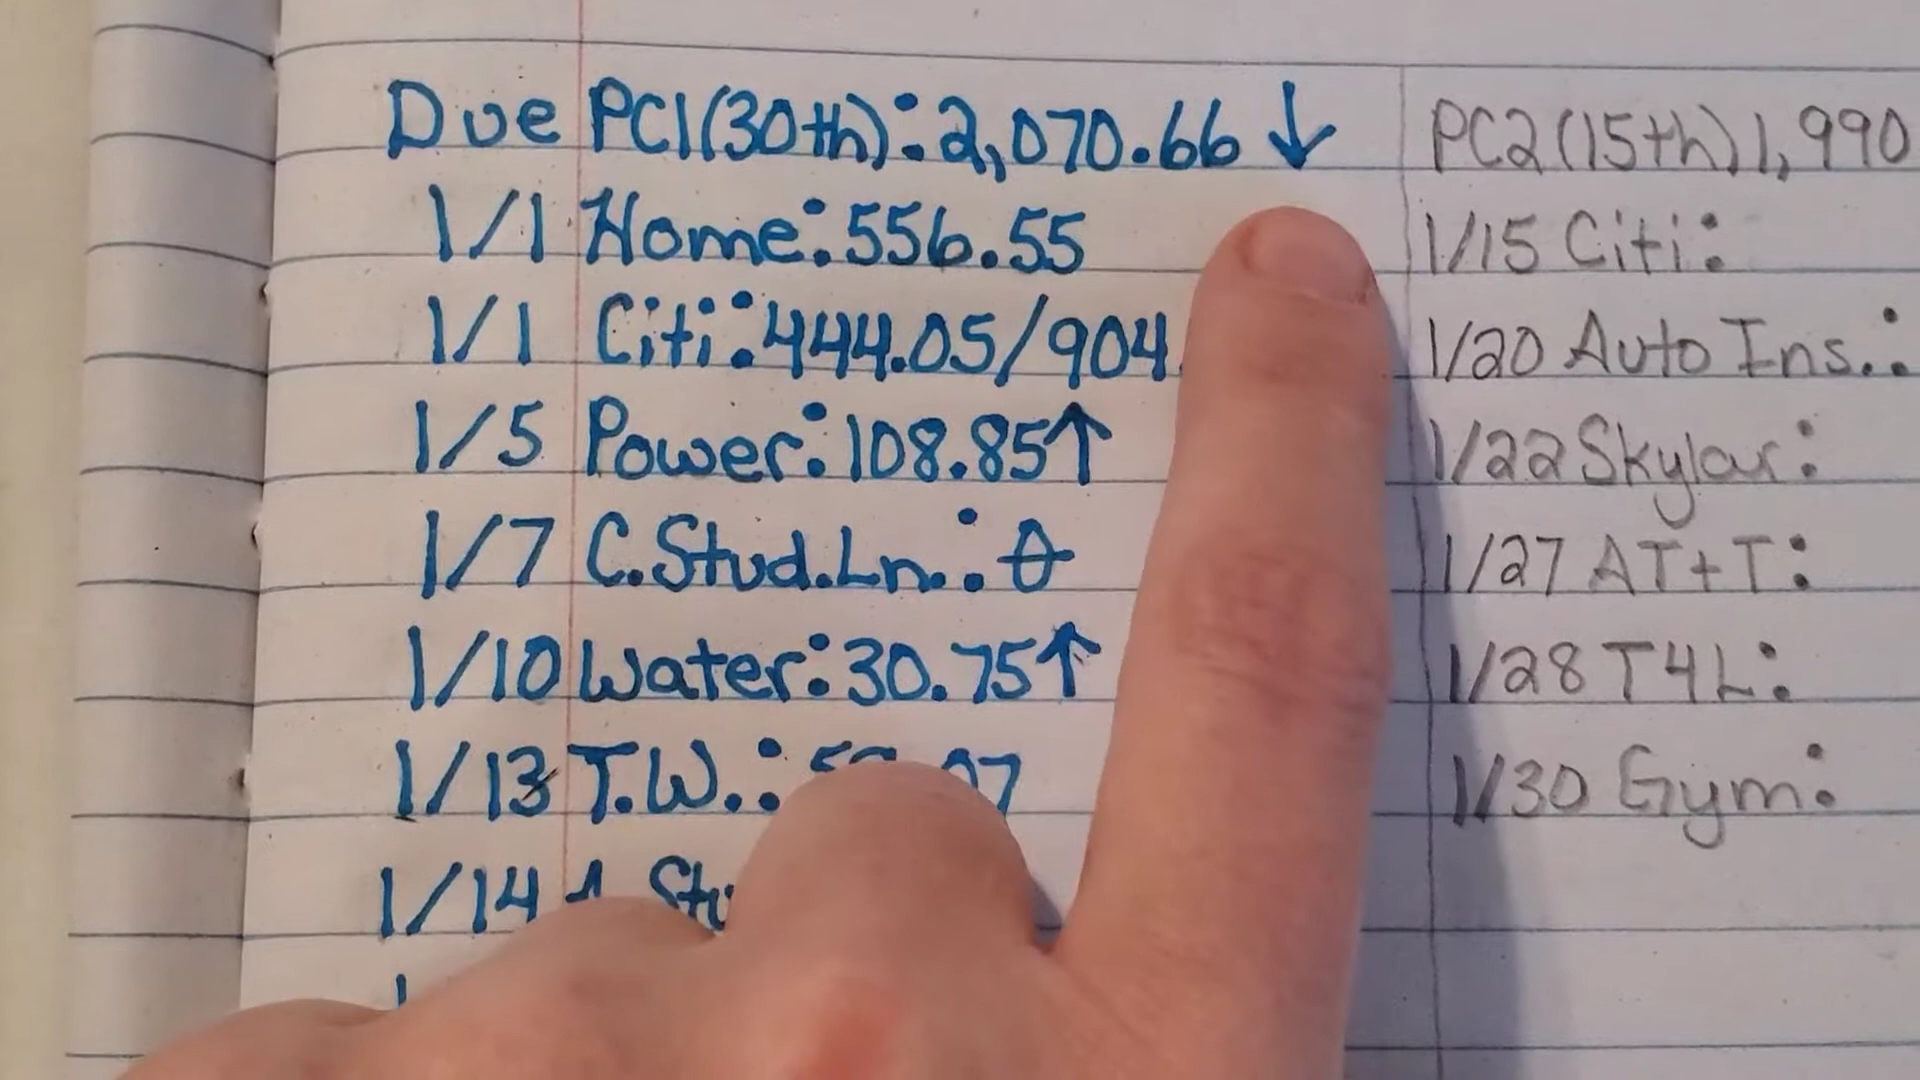 Due PC1(30th): 2,070.66 ↓
1/1 Home: 556.55
1/1 Citi: 444.05/904.
1/5 Power: 108.85↑
1/7 C.Stud.Ln.: 0
1/10 Water: 30.75↑
1/13 T.W.:
1/14
PC2 (15th) 1,990
1/15 Citi:
1/20 Auto Ins.:
1/22 Skylar:
1/27 AT+T:
1/28 T4L:
1/30 Gym: